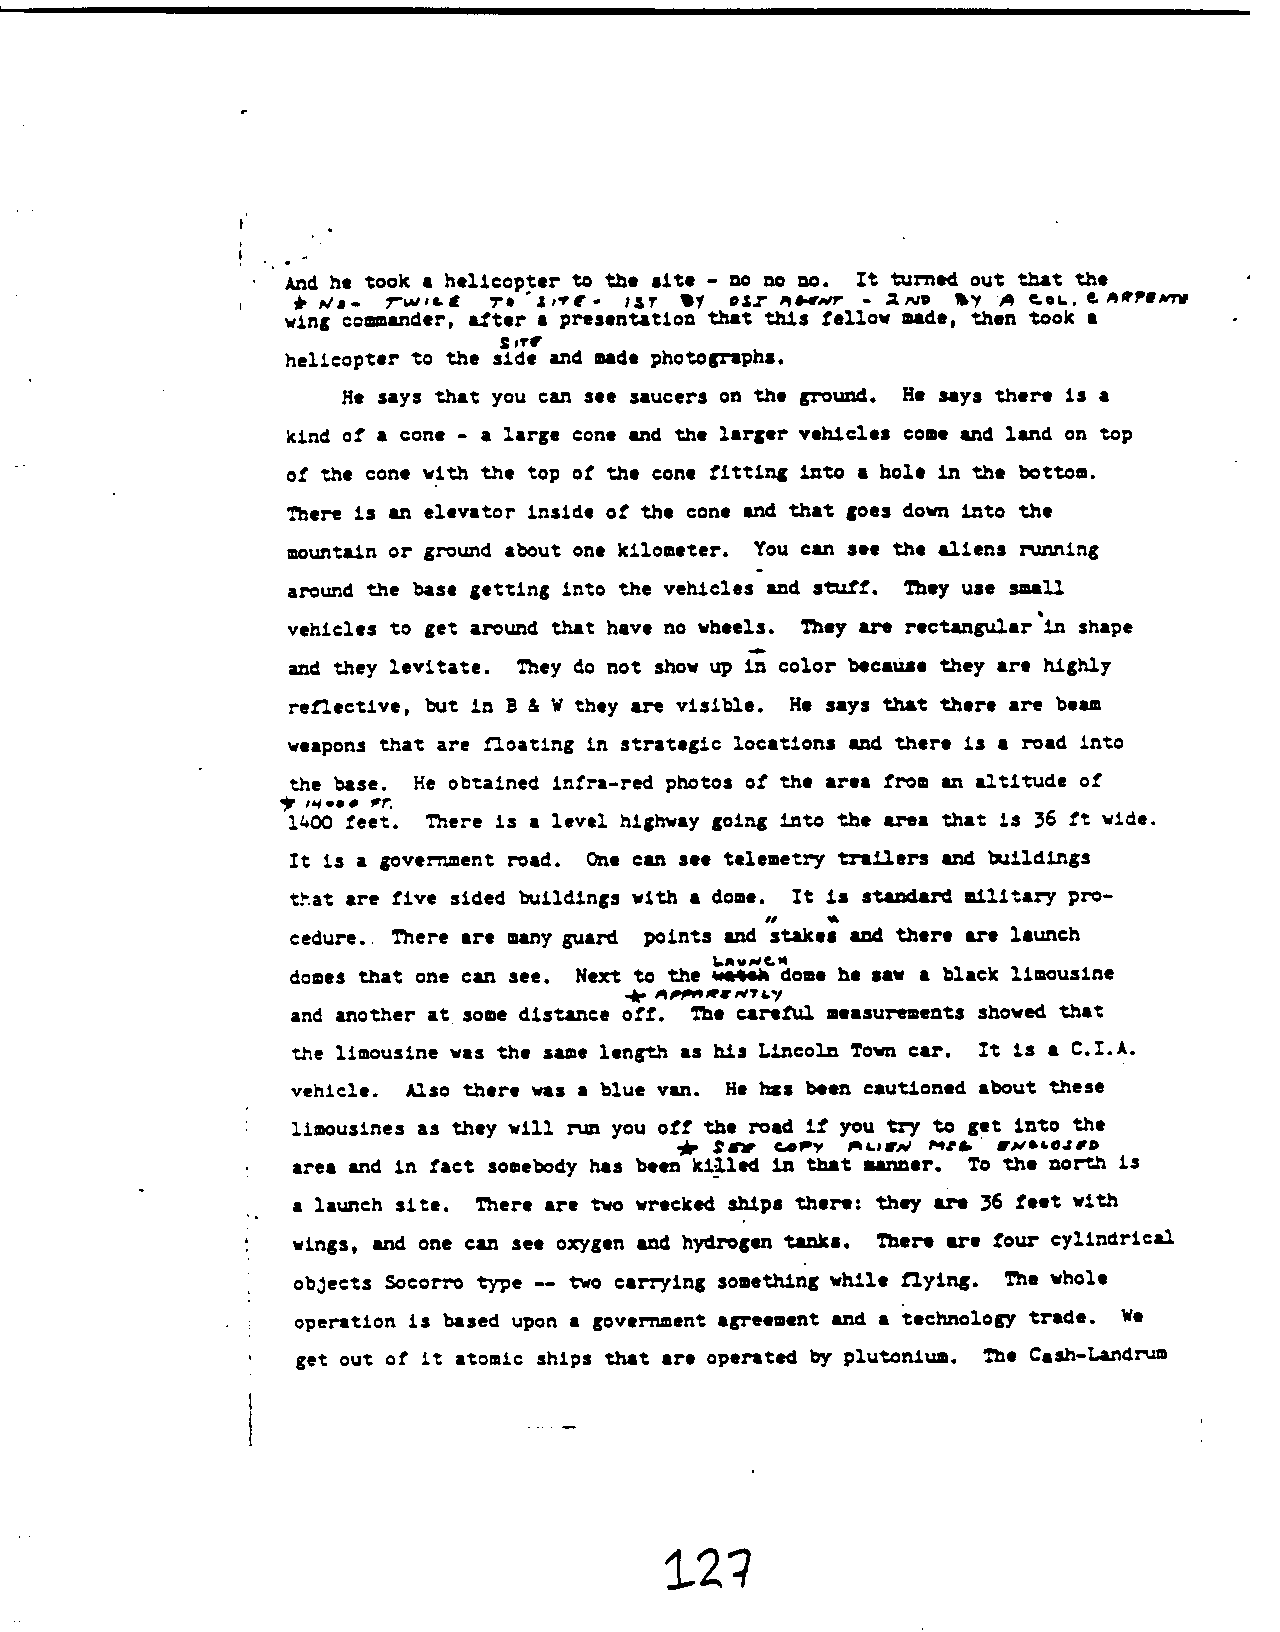 And he took a helicopter to the site - no no no. It turned out that the
* No- TWICE TO SITE- 1ST BY OSI AGENT - 2ND BY A COL.
wing commander, after a presentation that this fellow made, then took a
SITE
helicopter to the side and made photographs.
He says that you can see saucers on the ground. He says there is a
kind of a cone - a large cone and the larger vehicles come and land on top
of the cone with the top of the cone fitting into a hole in the bottom.
There is an elevator inside of the cone and that goes down into the
mountain or ground about one kilometer. You can see the aliens running
around the base getting into the vehicles and stuff. They use small
vehicles to get around that have no wheels. They are rectangular in shape
and they levitate. They do not show up in color because they are highly
reflective, but in B & W they are visible. He says that there are beam
weapons that are floating in strategic locations and there is a road into
the base. He obtained infra-red photos of the area from an altitude of
* 14000 FT.
1400 feet. There is a level highway going into the area that is 36 ft wide.
It is a government road. One can see telemetry trailers and buildings
that are five sided buildings with a dome. It is standard military pro-
cedure. There are many guard points and "stakes" and there are launch
LAUNCH
domes that one can see. Next to the watch dome he saw a black limousine
* APPARENTLY
and another at some distance off. The careful measurements showed that
the limousine was the same length as his Lincoln Town car. It is a C.I.A.
vehicle. Also there was a blue van. He has been cautioned about these
limousines as they will run you off the road if you try to get into the
* SEE COPY ALIEN MSG ENCLOSED
area and in fact somebody has been killed in that manner. To the north is
a launch site. There are two wrecked ships there: they are 36 feet with
wings, and one can see oxygen and hydrogen tanks. There are four cylindrical
objects Socorro type -- two carrying something while flying. The whole
operation is based upon a government agreement and a technology trade. We
get out of it atomic ships that are operated by plutonium. The Cash-Landrum
127